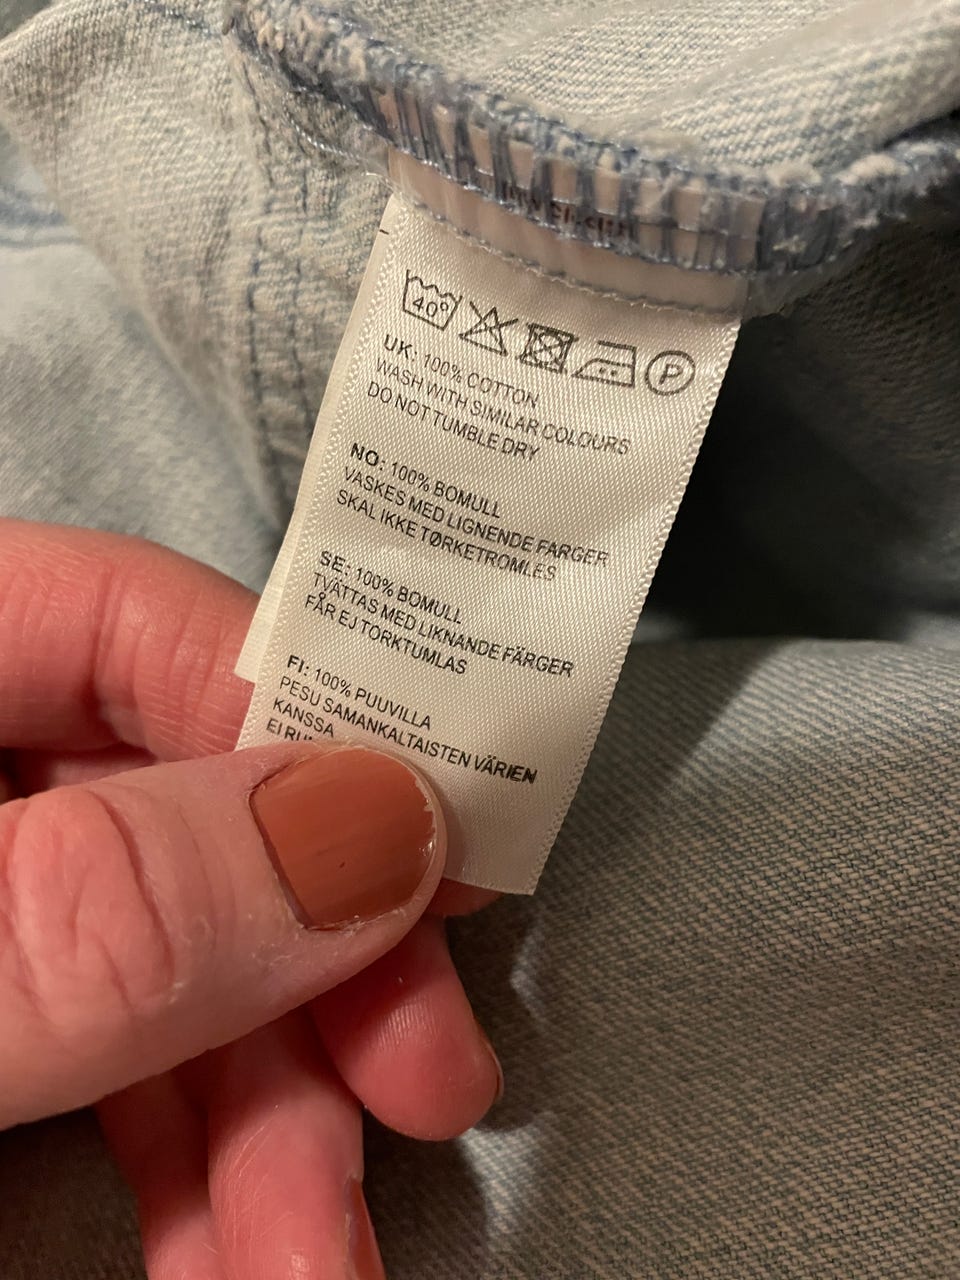 40°
P
UK: 100% COTTON
WASH WITH SIMILAR COLOURS
DO NOT TUMBLE DRY
NO: 100% BOMULL
VASKES MED LIGNENDE FARGER
SKAL IKKE TØRKETROMLES
SE: 100% BOMULL
TVÄTTAS MED LIKNANDE FÄRGER
FÅR EJ TORKTUMLAS
FI: 100% PUUVILLA
PESU SAMANKALTAISTEN VÄRIEN
KANSSA
EI